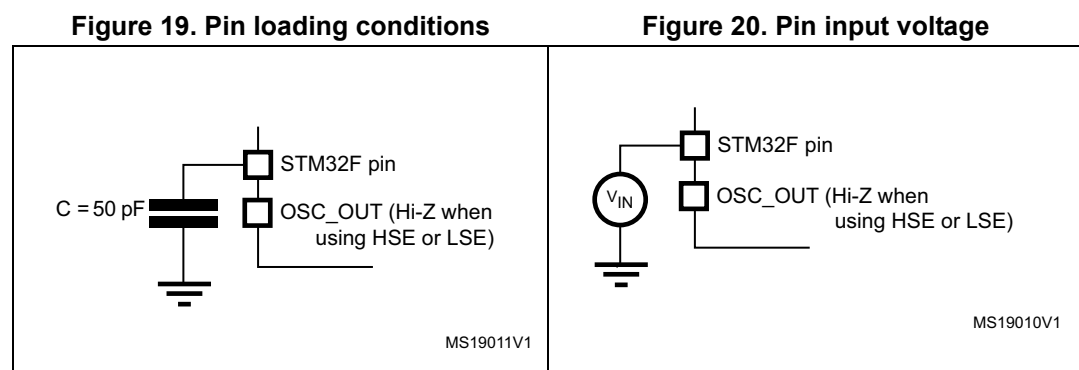 Figure 19. Pin loading conditions
Figure 20. Pin input voltage
STM32F pin
C = 50 pF
OSC_OUT (Hi-Z when
using HSE or LSE)
MS19011V1
STM32F pin
VIN
OSC_OUT (Hi-Z when
using HSE or LSE)
MS19010V1